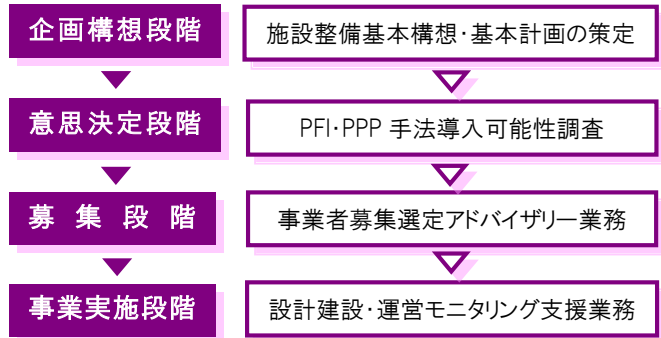 企画構想段階
施設整備基本構想・基本計画の策定
意思決定段階
PFI・PPP 手法導入可能性調査
募集段階
事業者募集選定アドバイザリー業務
事業実施段階
設計建設・運営モニタリング支援業務